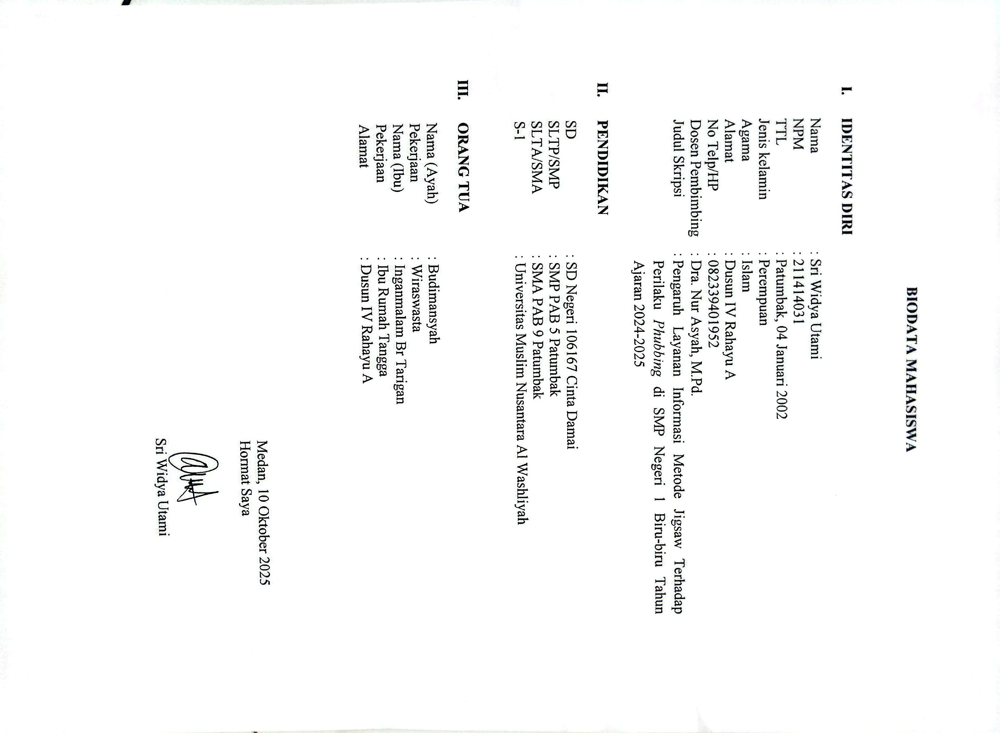 BIODATA MAHASISWA
I. IDENTITAS DIRI
Nama : Sri Widya Utami
NPM : 211414031
TTL : Patumbak, 04 Januari 2002
Jenis kelamin : Perempuan
Agama : Islam
Alamat : Dusun IV Rahayu A
No Telp/HP : 082339401952
Dosen Pembimbing : Dra. Nur Asyah, M.Pd.
Judul Skripsi : Pengaruh Layanan Informasi Metode Jigsaw Terhadap
Perilaku Phubbing di SMP Negeri 1 Biru-biru Tahun
Ajaran 2024-2025
II. PENDIDIKAN
SD : SD Negeri 106167 Cinta Damai
SLTP/SMP : SMP PAB 5 Patumbak
SLTA/SMA : SMA PAB 9 Patumbak
S-1 : Universitas Muslim Nusantara Al Washliyah
III. ORANG TUA
Nama (Ayah) : Budimansyah
Pekerjaan : Wiraswasta
Nama (Ibu) : Inganmalam Br Tarigan
Pekerjaan : Ibu Rumah Tangga
Alamat : Dusun IV Rahayu A
Medan, 10 Oktober 2025
Hormat Saya
Sri Widya Utami